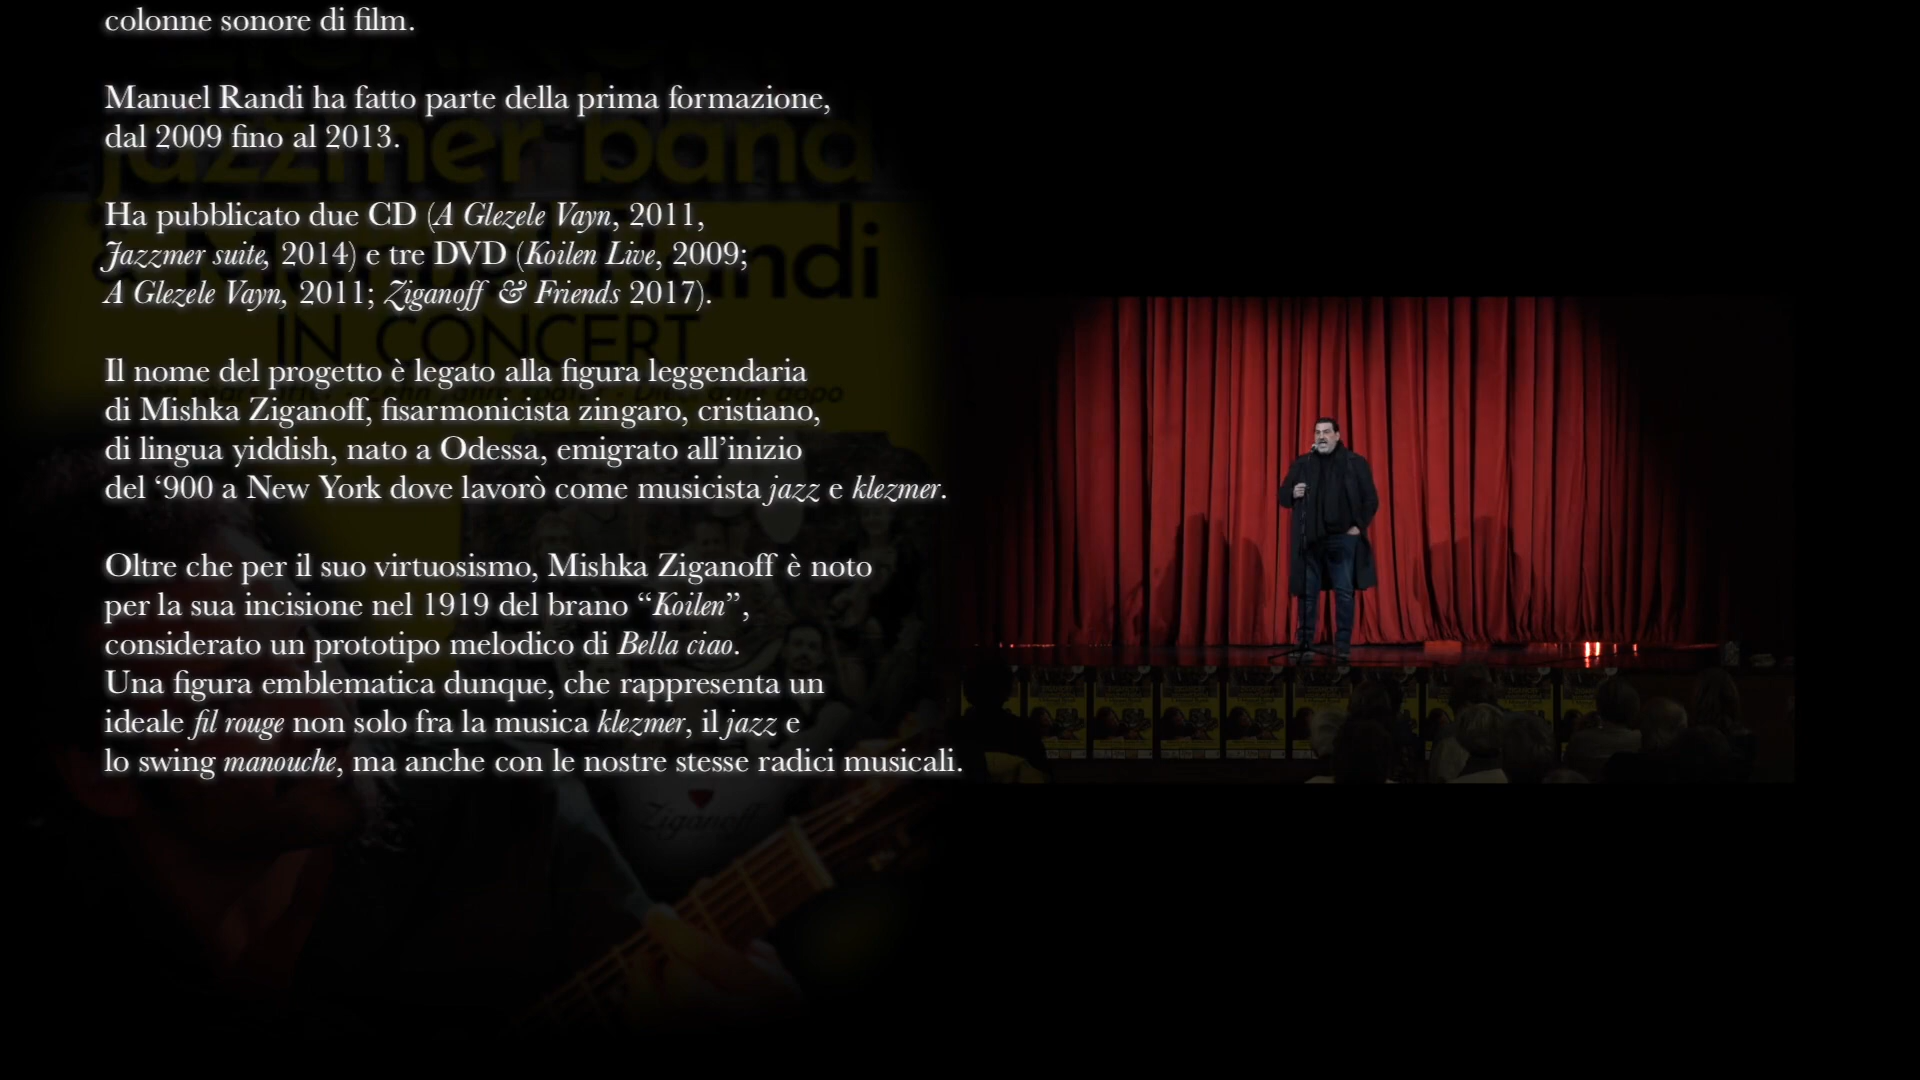 colonne sonore di film.
Manuel Randi ha fatto parte della prima formazione,
dal 2009 fino al 2013.
Ha pubblicato due CD (A Glezele Vayn, 2011,
Jazzmer suite, 2014) e tre DVD (Koilen Live, 2009;
A Glezele Vayn, 2011; Ziganoff & Friends 2017).
Il nome del progetto è legato alla figura leggendaria
di Mishka Ziganoff, fisarmonicista zingaro, cristiano,
di lingua yiddish, nato a Odessa, emigrato all’inizio
del ‘900 a New York dove lavorò come musicista jazz e klezmer.
Oltre che per il suo virtuosismo, Mishka Ziganoff è noto
per la sua incisione nel 1919 del brano “Koilen”,
considerato un prototipo melodico di Bella ciao.
Una figura emblematica dunque, che rappresenta un
ideale fil rouge non solo fra la musica klezmer, il jazz e
lo swing manouche, ma anche con le nostre stesse radici musicali.
jazzmer band
IN CONCERT
Ziganoff